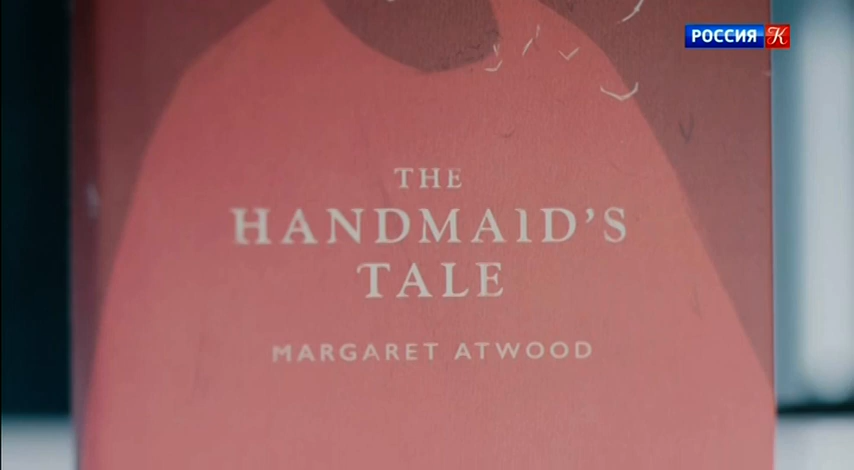 РОССИЯ К
THE
HANDMAID'S
TALE
MARGARET ATWOOD